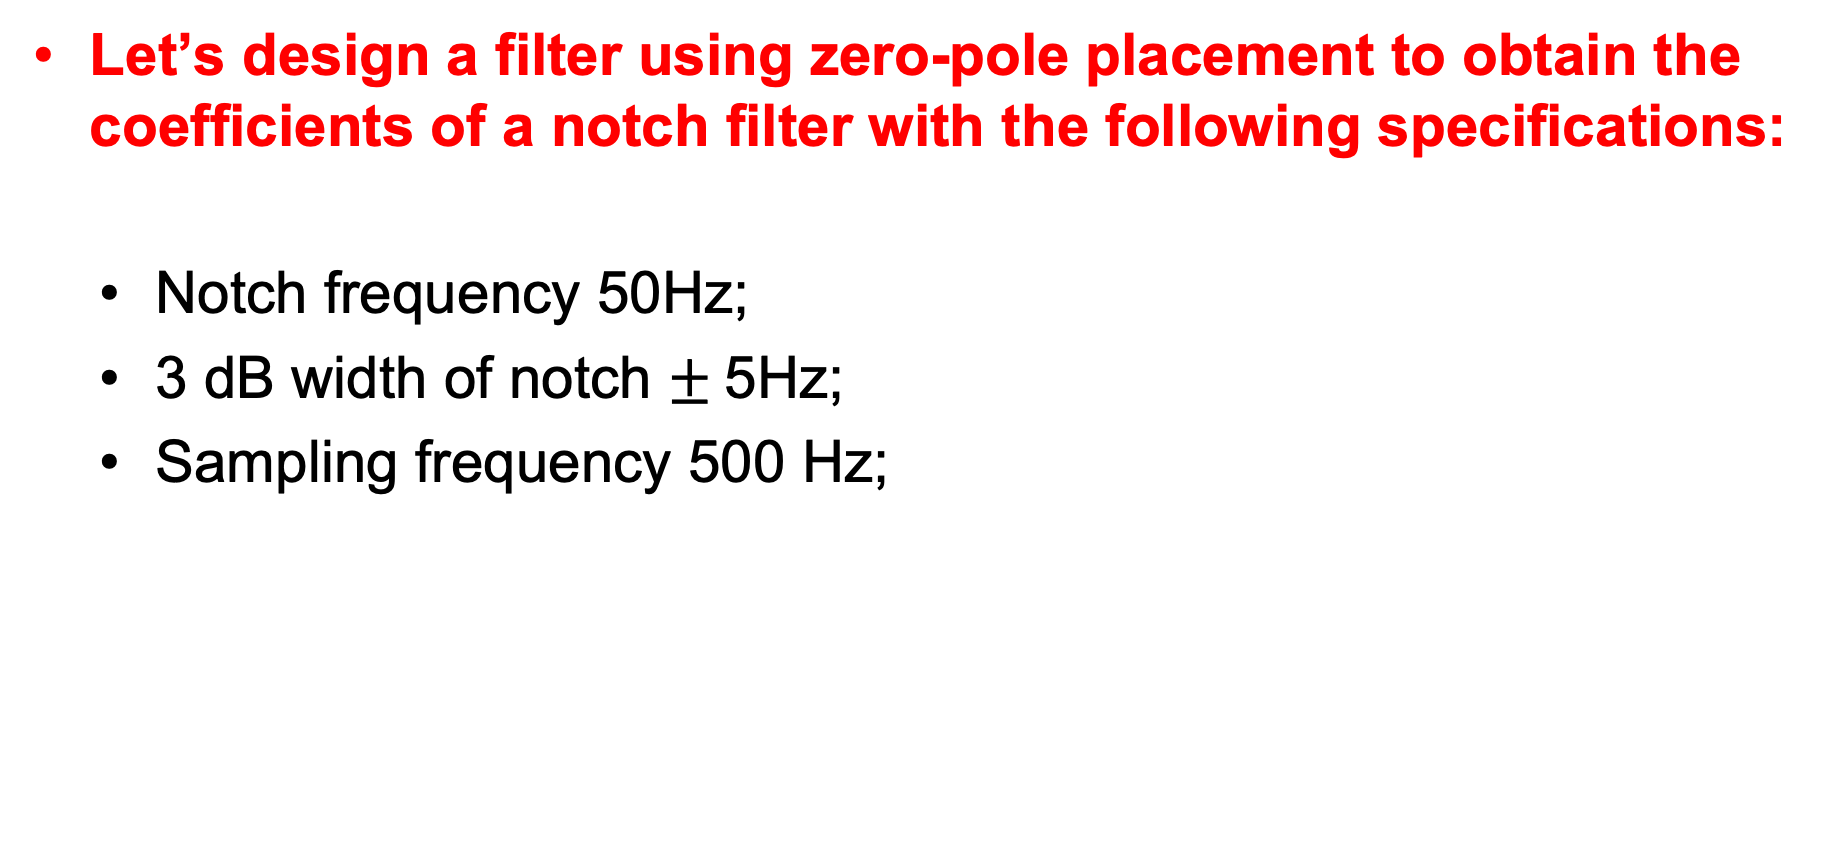 • Let’s design a filter using zero-pole placement to obtain the
coefficients of a notch filter with the following specifications:
• Notch frequency 50Hz;
• 3 dB width of notch ± 5Hz;
• Sampling frequency 500 Hz;